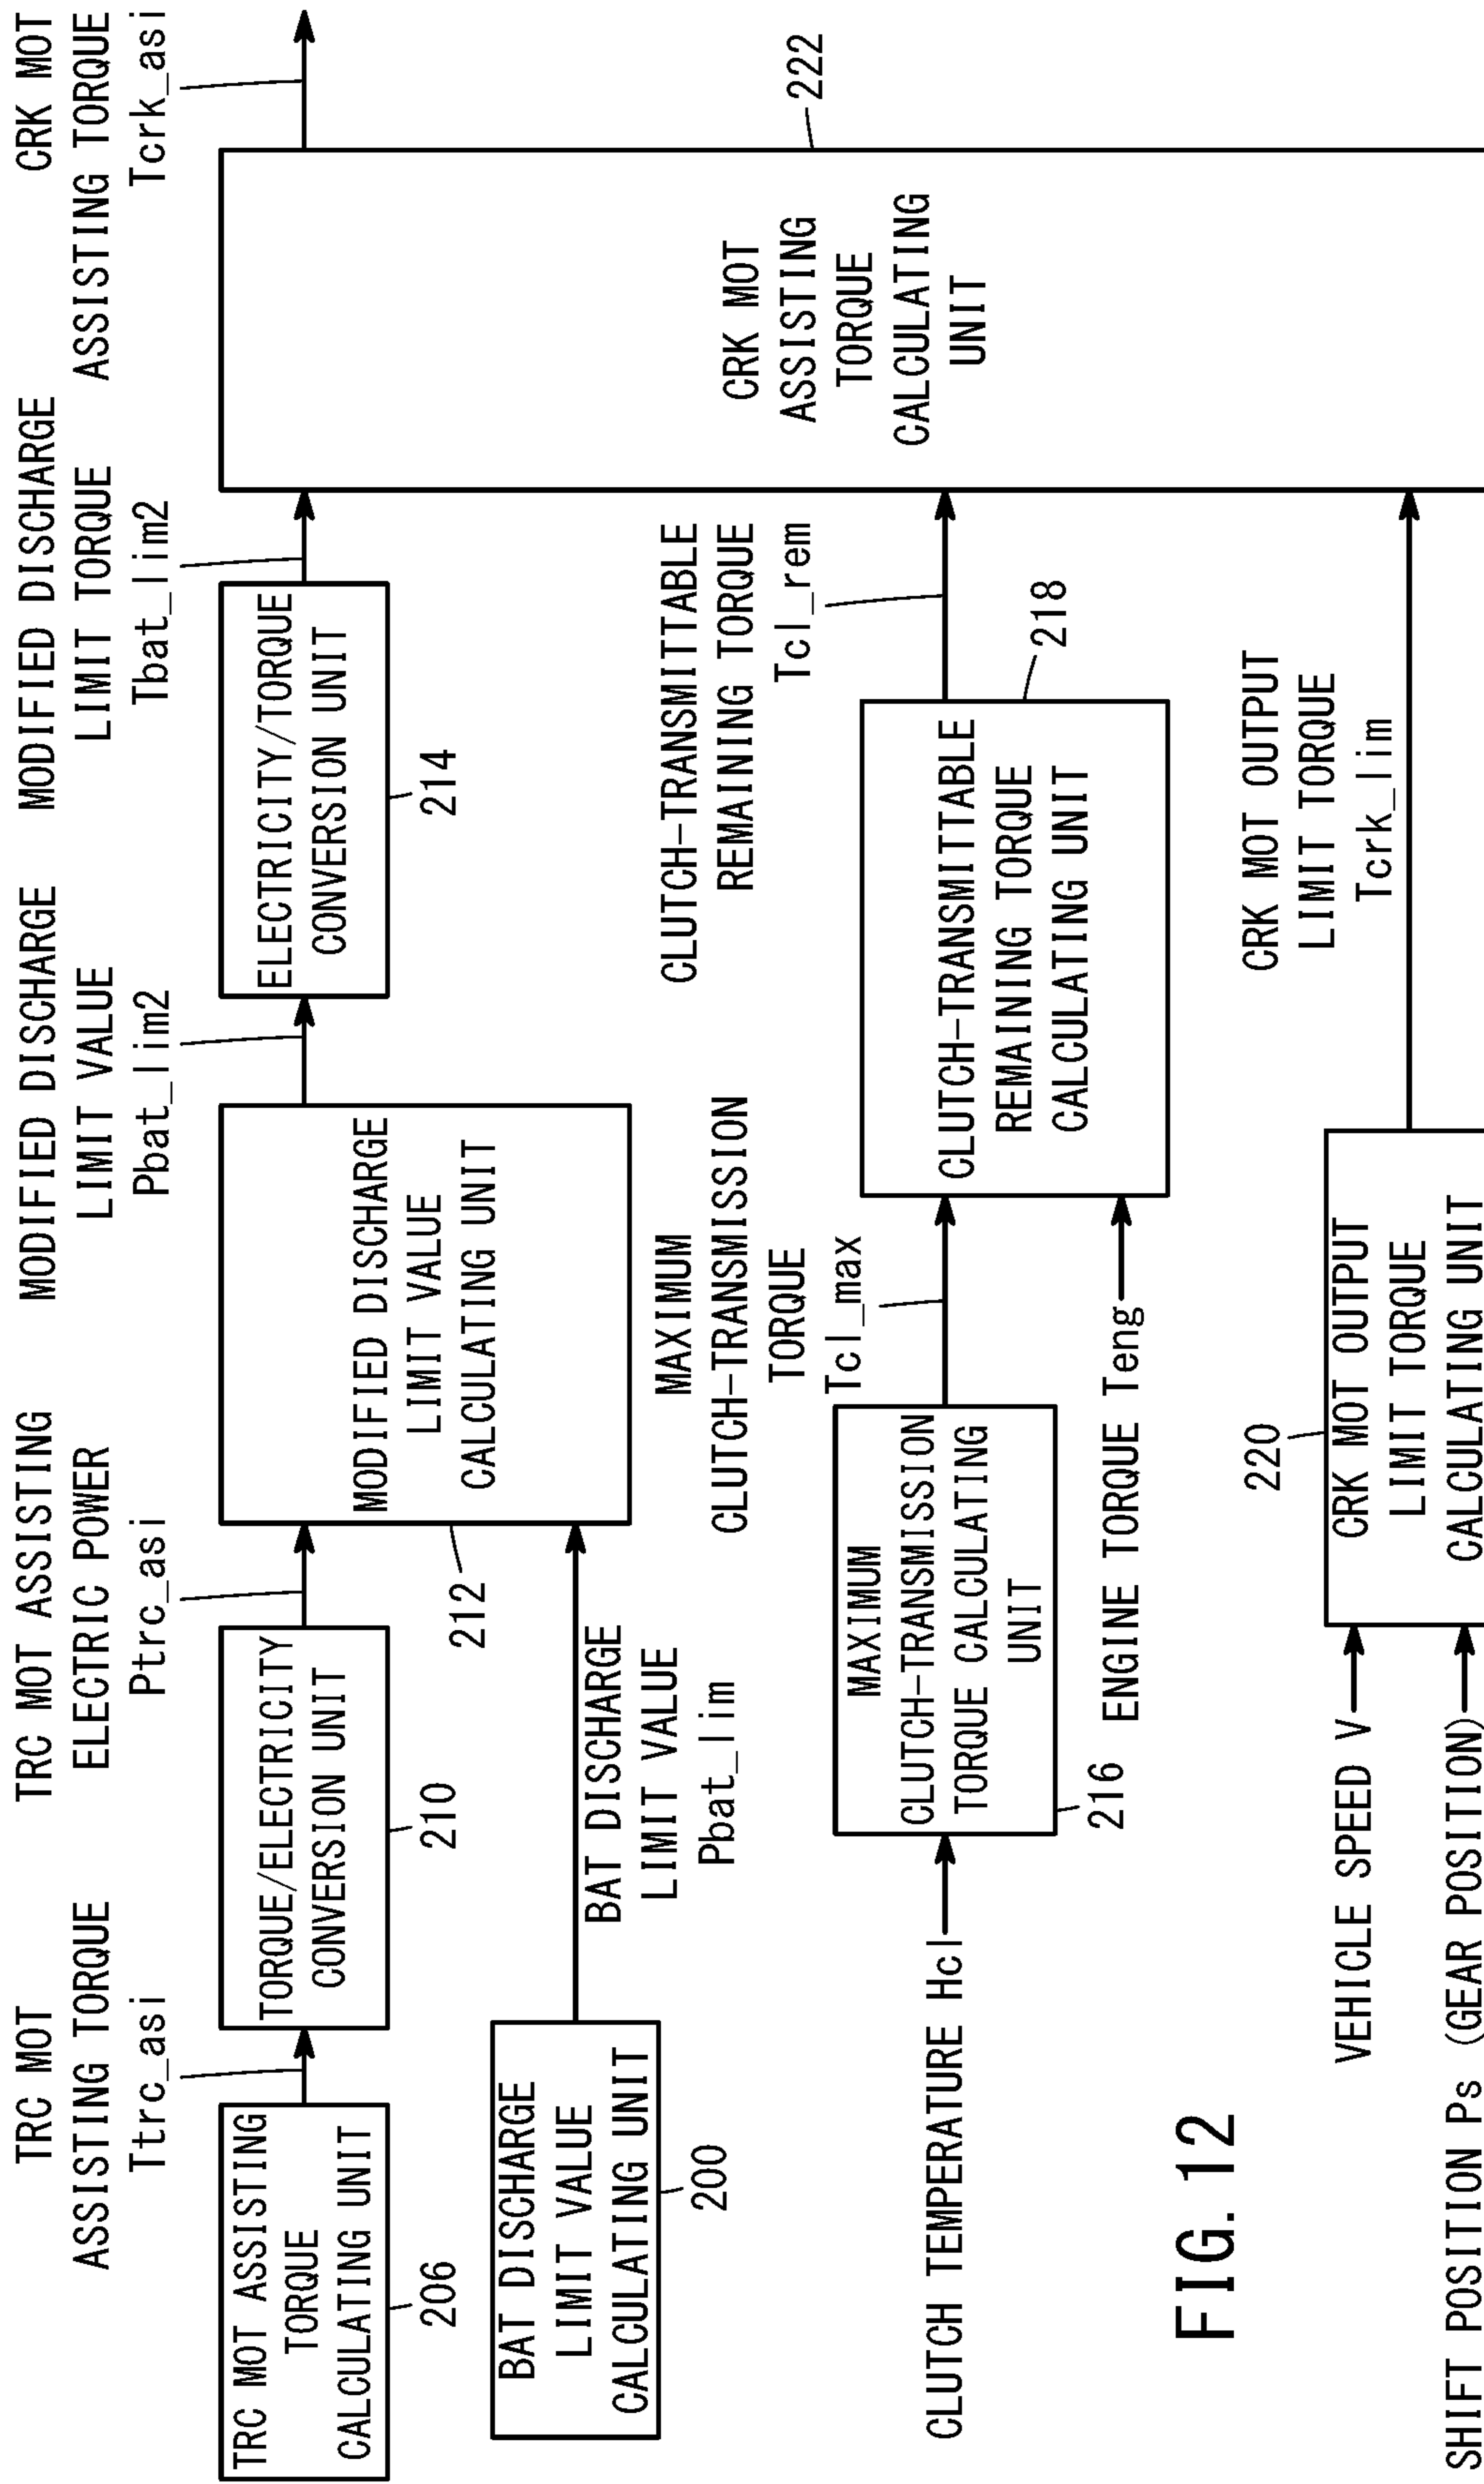 TRC MOT
ASSISTING TORQUE
Ttrc_asi
TRC MOT ASSISTING
ELECTRIC POWER
Ptrc_asi
MODIFIED DISCHARGE
LIMIT VALUE
Pbat_lim2
MODIFIED DISCHARGE
LIMIT TORQUE
Tbat_lim2
CRK MOT
ASSISTING TORQUE
Tcrk_asi
TRC MOT ASSISTING
TORQUE
CALCULATING UNIT
206
TORQUE/ELECTRICITY
CONVERSION UNIT
210
MODIFIED DISCHARGE
LIMIT VALUE
CALCULATING UNIT
212
ELECTRICITY/TORQUE
CONVERSION UNIT
214
BAT DISCHARGE
LIMIT VALUE
CALCULATING UNIT
200
BAT DISCHARGE
LIMIT VALUE
Pbat_lim
CRK MOT
ASSISTING
TORQUE
CALCULATING
UNIT
222
MAXIMUM
CLUTCH-TRANSMISSION
TORQUE
Tcl_max
CLUTCH-TRANSMITTABLE
REMAINING TORQUE
Tcl_rem
CLUTCH TEMPERATURE Hcl
MAXIMUM
CLUTCH-TRANSMISSION
TORQUE CALCULATING
UNIT
216
CLUTCH-TRANSMITTABLE
REMAINING TORQUE
CALCULATING UNIT
218
ENGINE TORQUE Teng
FIG. 12
220
CRK MOT OUTPUT
LIMIT TORQUE
Tcrk_lim
VEHICLE SPEED V
CRK MOT OUTPUT
LIMIT TORQUE
CALCULATING UNIT
SHIFT POSITION Ps (GEAR POSITION)